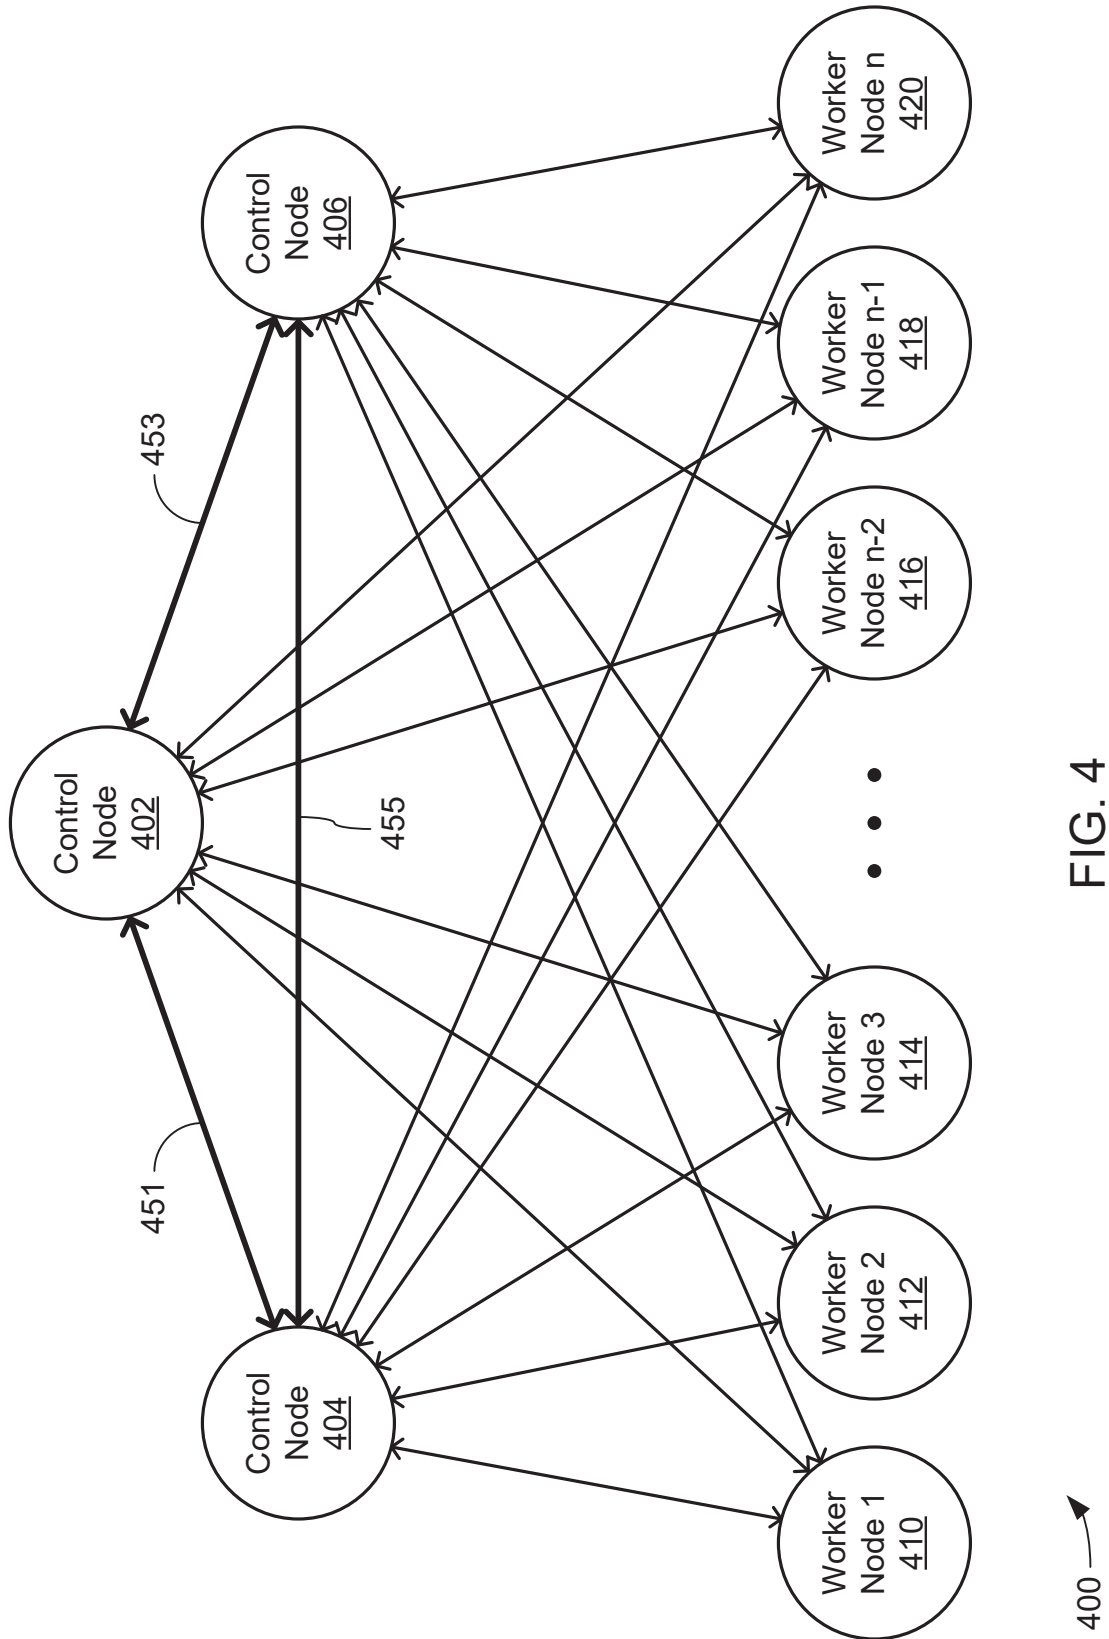 Control
Node
402
451
453
Control
Node
404
Control
Node
406
455
Worker
Node 1
410
Worker
Node 2
412
Worker
Node 3
414
Worker
Node n-2
416
Worker
Node n-1
418
Worker
Node n
420
400
FIG. 4